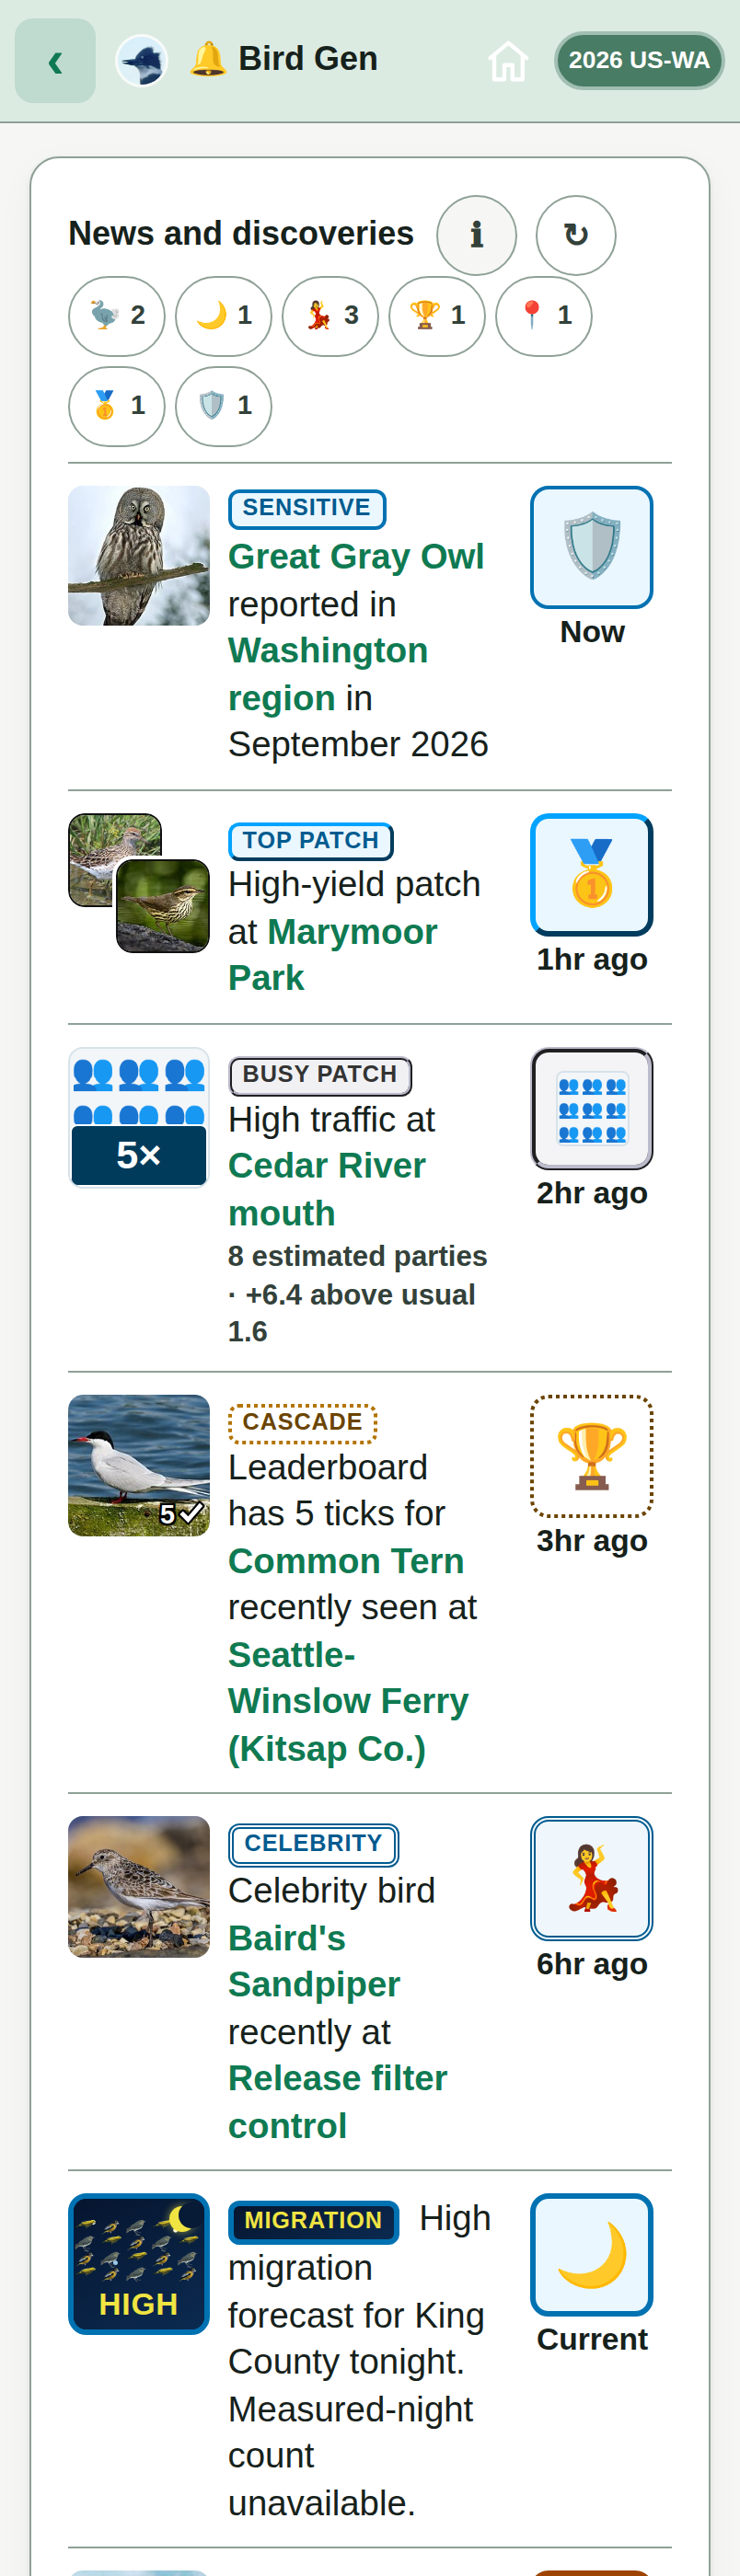 ‹ Bird Gen 2026 US-WA
News and discoveries ℹ ↻
2 1 3 1 1
1 1
SENSITIVE
Great Gray Owl
reported in
Washington
region in
September 2026
Now
TOP PATCH
High-yield patch
at Marymoor
Park
1hr ago
5×
BUSY PATCH
High traffic at
Cedar River
mouth
8 estimated parties
· +6.4 above usual
1.6
2hr ago
5✓
CASCADE
Leaderboard
has 5 ticks for
Common Tern
recently seen at
Seattle-
Winslow Ferry
(Kitsap Co.)
3hr ago
CELEBRITY
Celebrity bird
Baird's
Sandpiper
recently at
Release filter
control
6hr ago
HIGH
MIGRATION High
migration
forecast for King
County tonight.
Measured-night
count
unavailable.
Current